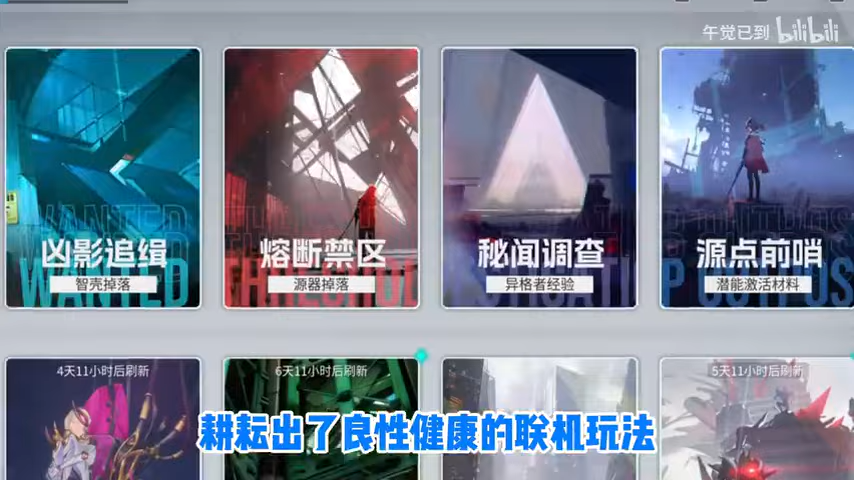 午觉已到 bilibili
凶影追缉
WANTED
智壳掉落
熔断禁区
THRESHOLD
源器掉落
秘闻调查
异格者经验
源点前哨
OUTPOST
潜能激活材料
4天11小时后刷新
6天11小时后刷新
5天11小时后刷新
耕耘出了良性健康的联机玩法